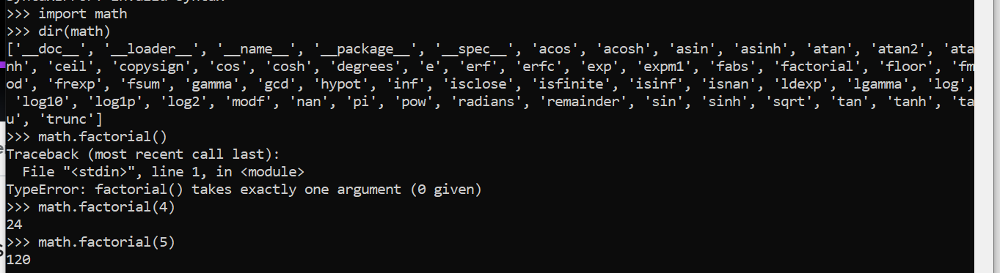 >>> import math
>>> dir(math)
['__doc__', '__loader__', '__name__', '__package__', '__spec__', 'acos', 'acosh', 'asin', 'asinh', 'atan', 'atan2', 'ata
nh', 'ceil', 'copysign', 'cos', 'cosh', 'degrees', 'e', 'erf', 'erfc', 'exp', 'expm1', 'fabs', 'factorial', 'floor', 'fm
od', 'frexp', 'fsum', 'gamma', 'gcd', 'hypot', 'inf', 'isclose', 'isfinite', 'isinf', 'isnan', 'ldexp', 'lgamma', 'log',
 'log10', 'log1p', 'log2', 'modf', 'nan', 'pi', 'pow', 'radians', 'remainder', 'sin', 'sinh', 'sqrt', 'tan', 'tanh', 'ta
u', 'trunc']
>>> math.factorial()
Traceback (most recent call last):
  File "<stdin>", line 1, in <module>
TypeError: factorial() takes exactly one argument (0 given)
>>> math.factorial(4)
24
>>> math.factorial(5)
120